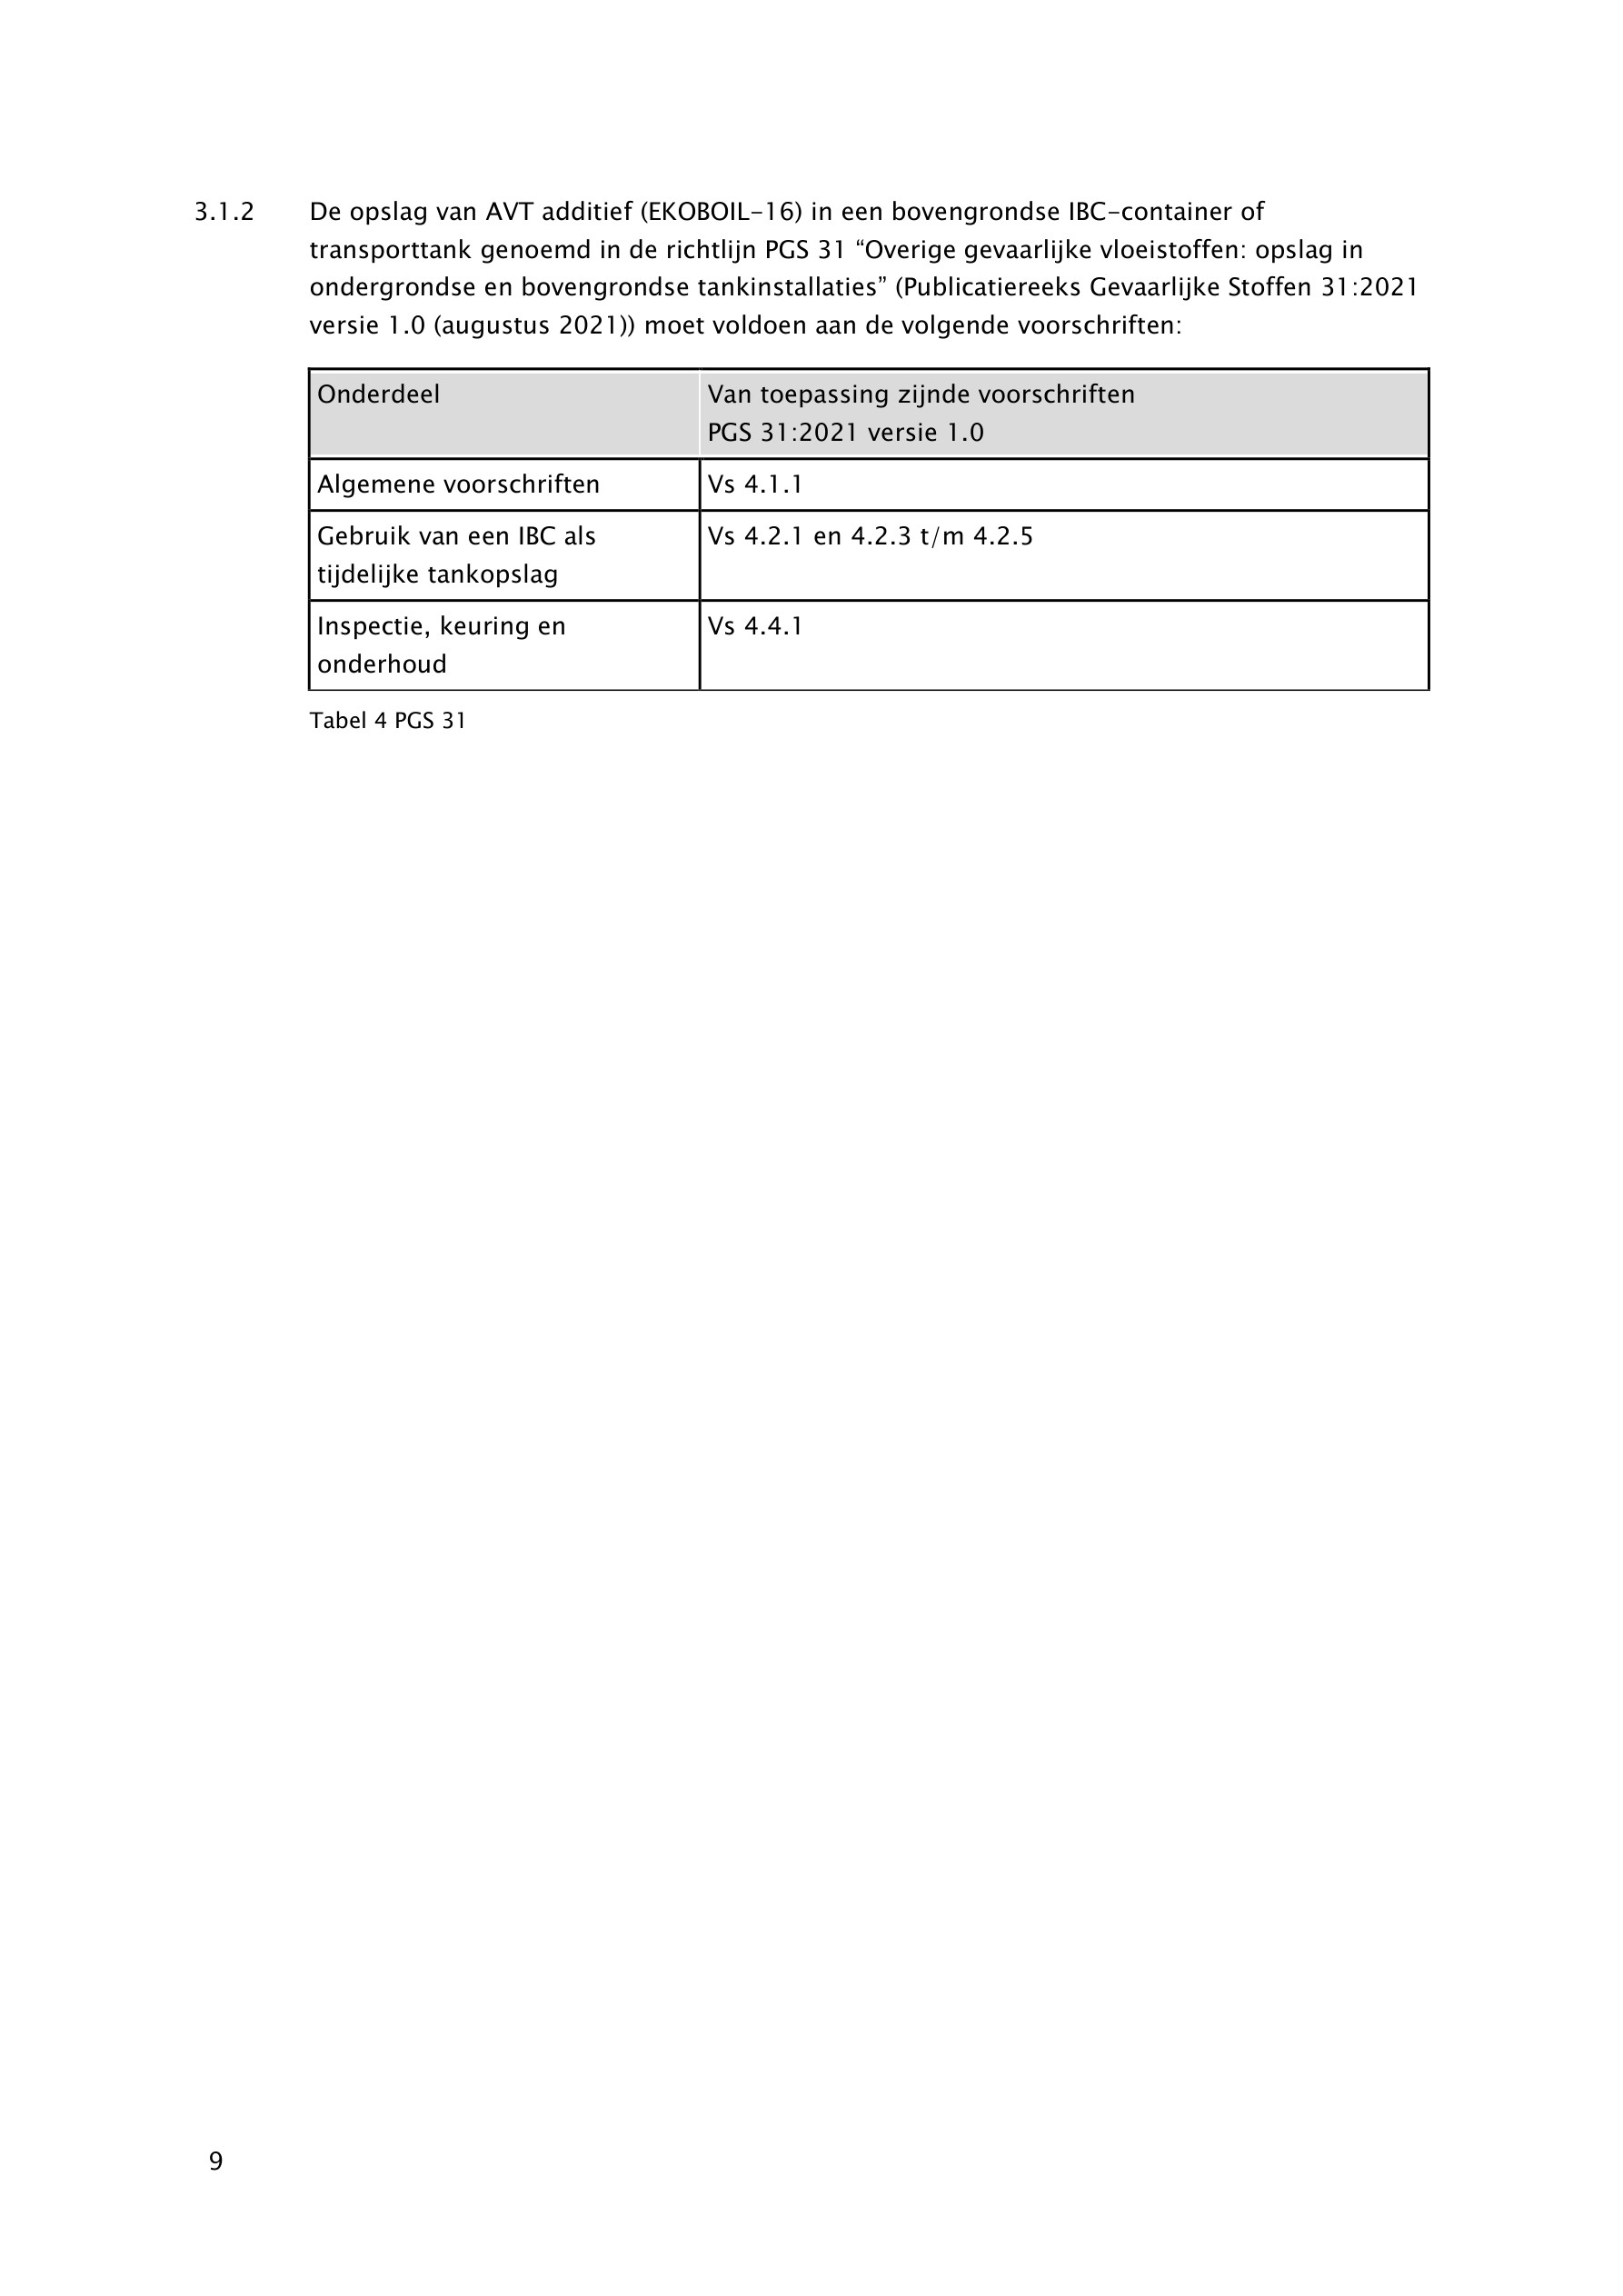 3.1.2 De opslag van AVT additief (EKOBOIL-16) in een bovengrondse IBC-container of
transporttank genoemd in de richtlijn PGS 31 “Overige gevaarlijke vloeistoffen: opslag in
ondergrondse en bovengrondse tankinstallaties” (Publicatiereeks Gevaarlijke Stoffen 31:2021
versie 1.0 (augustus 2021)) moet voldoen aan de volgende voorschriften:
Onderdeel
Van toepassing zijnde voorschriften
PGS 31:2021 versie 1.0
Algemene voorschriften
Vs 4.1.1
Gebruik van een IBC als
tijdelijke tankopslag
Vs 4.2.1 en 4.2.3 t/m 4.2.5
Inspectie, keuring en
onderhoud
Vs 4.4.1
Tabel 4 PGS 31
9